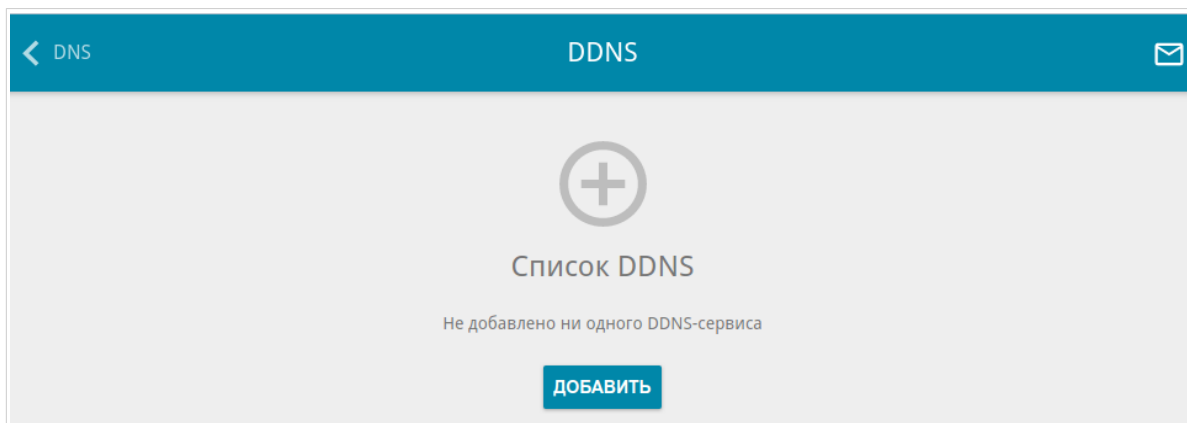 DNS
DDNS
Список DDNS
Не добавлено ни одного DDNS-сервиса
ДОБАВИТЬ